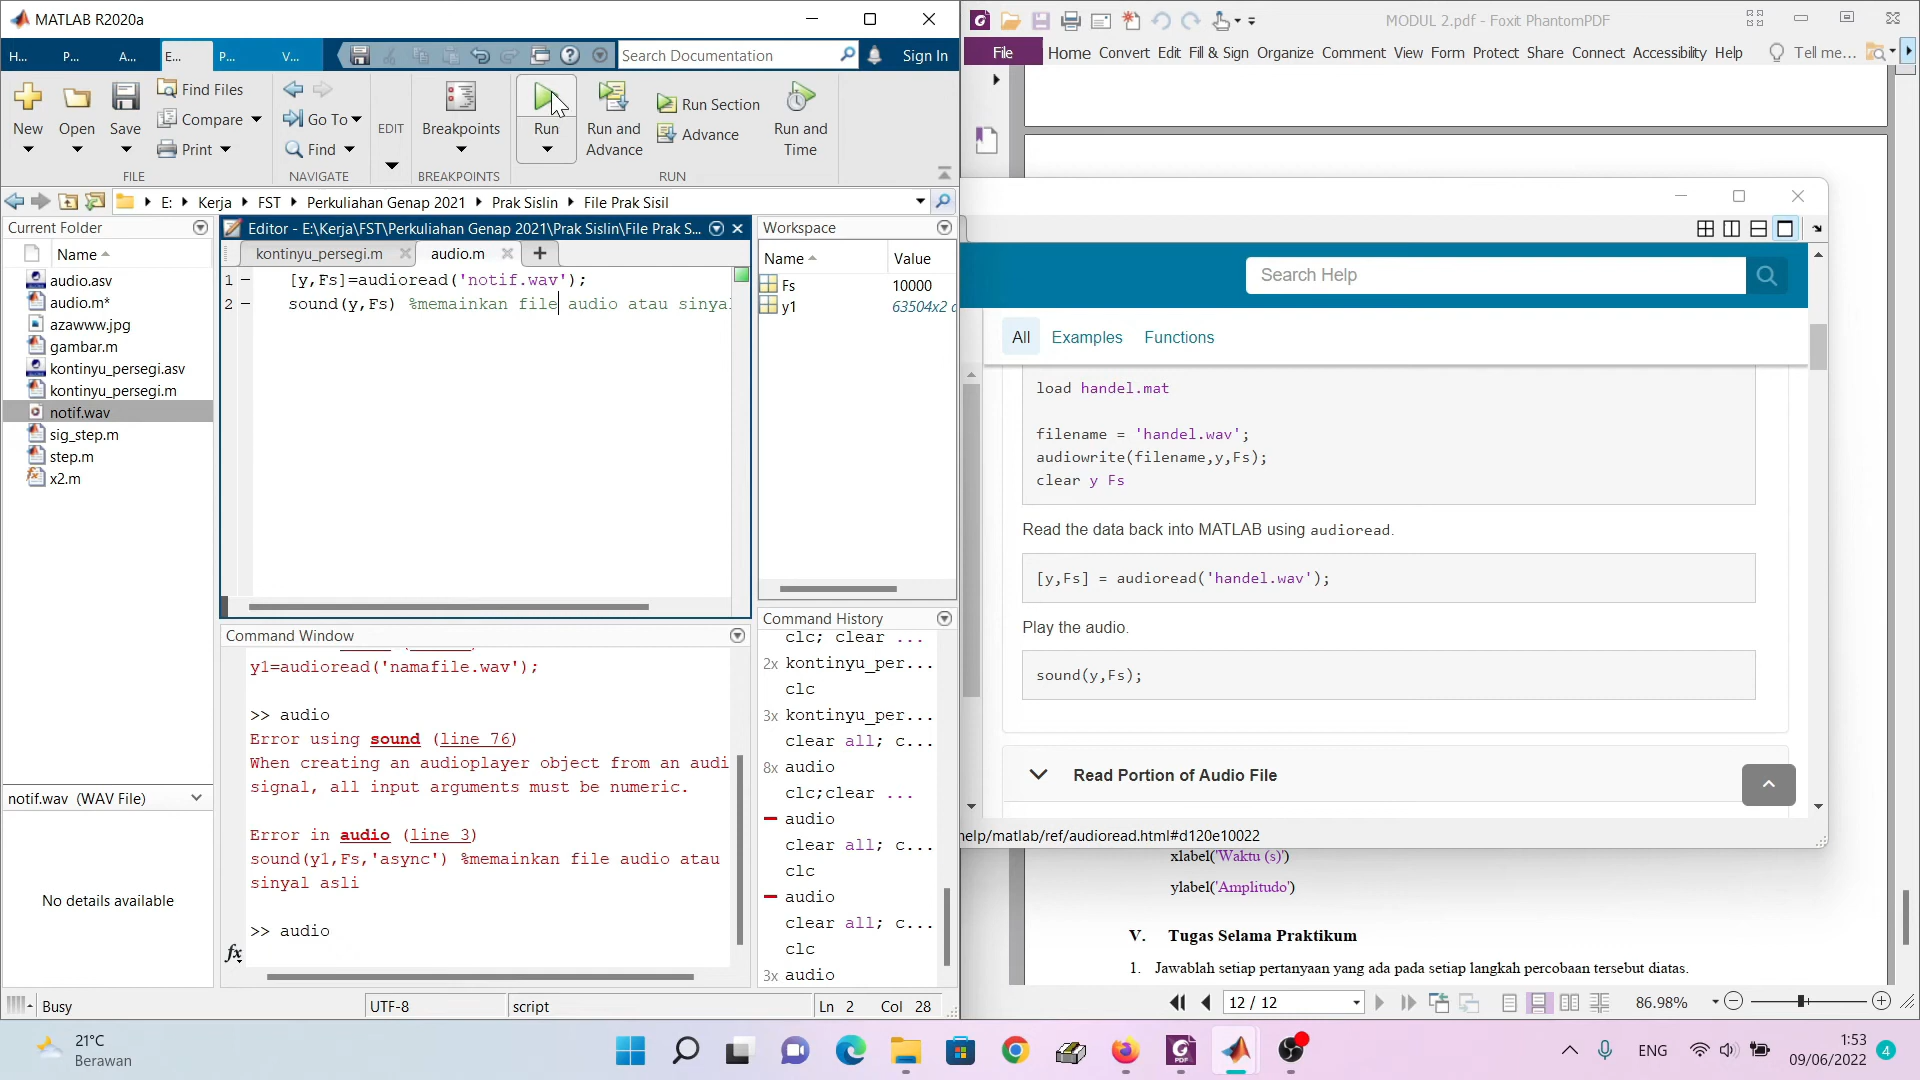 MATLAB R2020a
H...
P...
A...
E...
P...
V...
Search Documentation
Sign In
New
Open
Save
Find Files
Compare
Print
Go To
Find
EDIT
Breakpoints
Run
Run and
Advance
Run Section
Advance
Run and
Time
FILE
NAVIGATE
BREAKPOINTS
RUN
E: Kerja FST Perkuliahan Genap 2021 Prak Sislin File Prak Sisil
Current Folder
Name
audio.asv
audio.m*
azawww.jpg
gambar.m
kontinyu_persegi.asv
kontinyu_persegi.m
notif.wav
sig_step.m
step.m
x2.m
notif.wav (WAV File)
No details available
Editor - E:\Kerja\FST\Perkuliahan Genap 2021\Prak Sislin\File Prak S...
kontinyu_persegi.m
audio.m
1 [y,Fs]=audioread('notif.wav');
2 sound(y,Fs) %memainkan file audio atau sinyal
Workspace
Name Value
Fs 10000
y1 63504x2 d
Command Window
y1=audioread('namafile.wav');
>> audio
Error using sound (line 76)
When creating an audioplayer object from an audi
signal, all input arguments must be numeric.
Error in audio (line 3)
sound(y1,Fs,'async') %memainkan file audio atau
sinyal asli
>> audio
fx
Command History
clc; clear ...
2x kontinyu_per...
clc
3x kontinyu_per...
clear all; c...
8x audio
clc;clear ...
audio
clear all; c...
clc
audio
clear all; c...
clc
3x audio
Busy
UTF-8
script
Ln 2 Col 28
MODUL 2.pdf - Foxit PhantomPDF
File Home Convert Edit Fill & Sign Organize Comment View Form Protect Share Connect Accessibility Help Tell me...
Search Help
All Examples Functions
load handel.mat
filename = 'handel.wav';
audiowrite(filename,y,Fs);
clear y Fs
Read the data back into MATLAB using audioread.
[y,Fs] = audioread('handel.wav');
Play the audio.
sound(y,Fs);
Read Portion of Audio File
help/matlab/ref/audioread.html#d120e10022
xlabel('Waktu (s)')
ylabel('Amplitudo')
V. Tugas Selama Praktikum
1. Jawablah setiap pertanyaan yang ada pada setiap langkah percobaan tersebut diatas.
12 / 12
86.98%
21°C
Berawan
ENG
1:53
09/06/2022
4